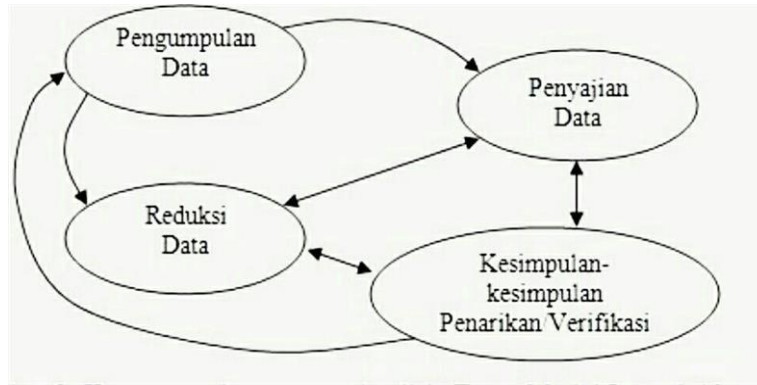 Pengumpulan
Data
Penyajian
Data
Reduksi
Data
Kesimpulan-
kesimpulan
Penarikan/Verifikasi